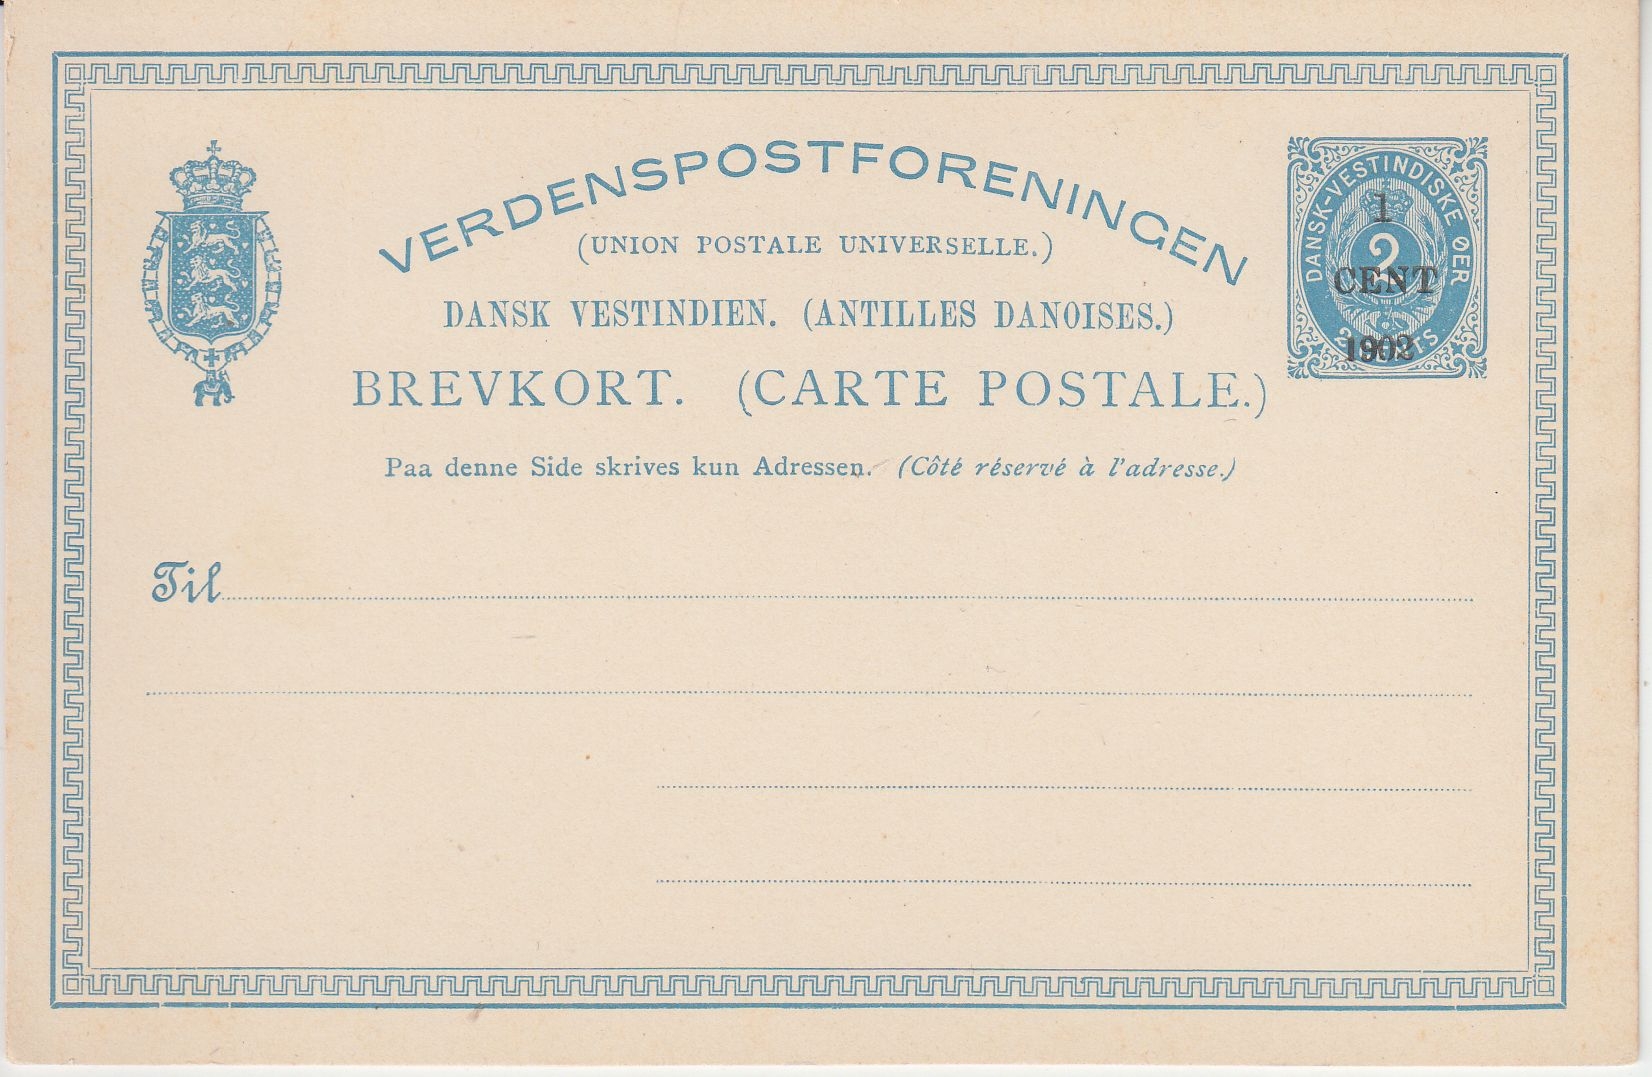 VERDENSPOSTFORENINGEN
(UNION POSTALE UNIVERSELLE.)
DANSK VESTINDIEN. (ANTILLES DANOISES.)
BREVKORT. (CARTE POSTALE.)
Paa denne Side skrives kun Adressen. (Côté réservé à l'adresse.)
DANSK-VESTINDISKE ØER
1
2
CENT
1902
Til